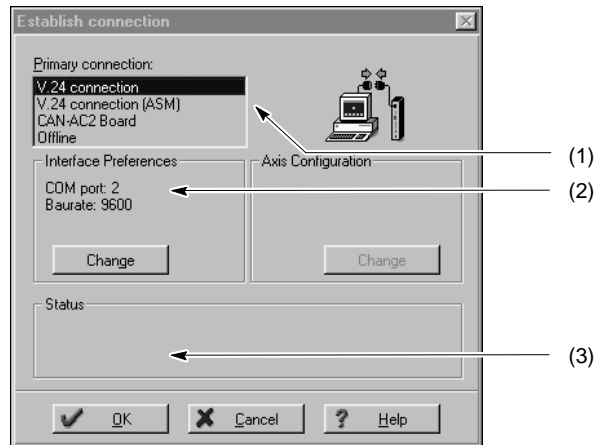 Establish connection
Primary connection:
V.24 connection
V.24 connection (ASM)
CAN-AC2 Board
Offline
(1)
Interface Preferences
Axis Configuration
(2)
COM port: 2
Baurate: 9600
Change
Change
Status
(3)
OK
Cancel
? Help